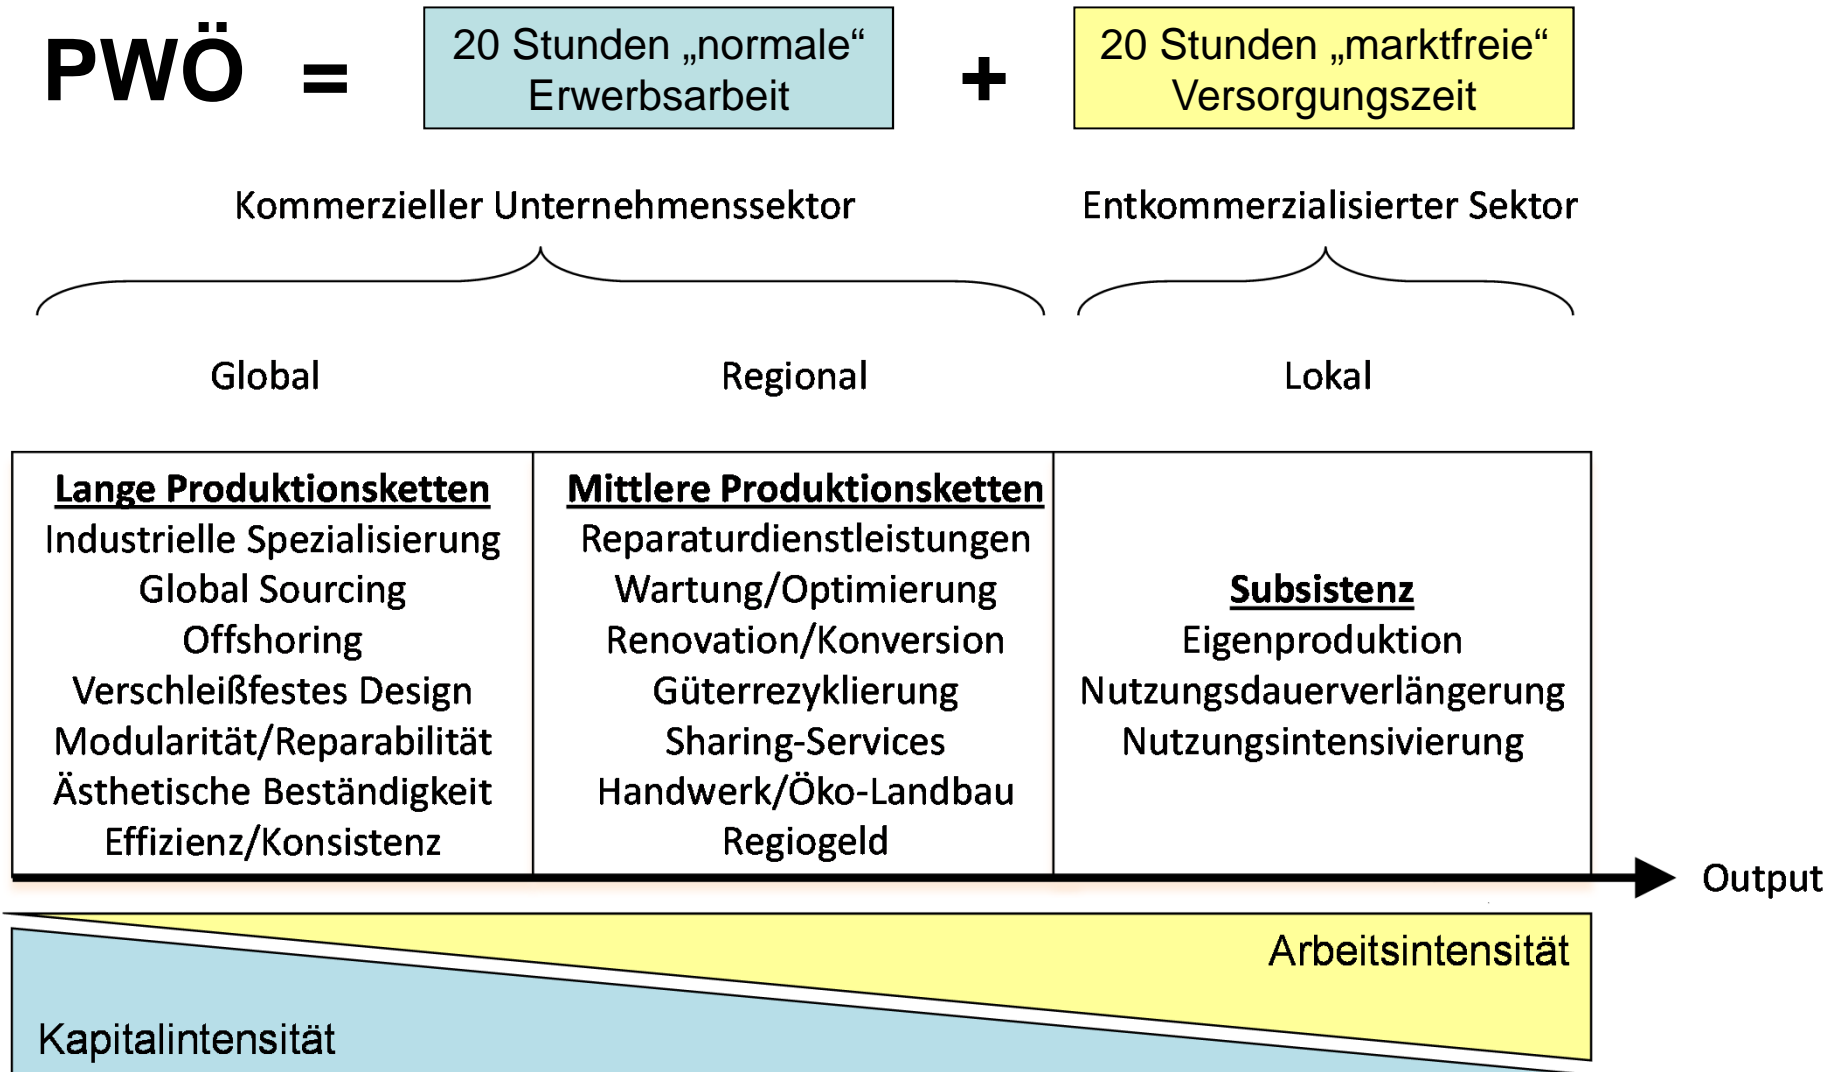 PWÖ = 20 Stunden „normale“ + 20 Stunden „marktfreie“
Erwerbsarbeit Versorgungszeit
Kommerzieller Unternehmenssektor
Entkommerzialisierter Sektor
Global
Regional
Lokal
Lange Produktionsketten
Industrielle Spezialisierung
Global Sourcing
Offshoring
Verschleißfestes Design
Modularität/Reparabilität
Ästhetische Beständigkeit
Effizienz/Konsistenz
Mittlere Produktionsketten
Reparaturdienstleistungen
Wartung/Optimierung
Renovation/Konversion
Güterrezyklierung
Sharing-Services
Handwerk/Öko-Landbau
Regiogeld
Subsistenz
Eigenproduktion
Nutzungsdauerverlängerung
Nutzungsintensivierung
Output
Arbeitsintensität
Kapitalintensität